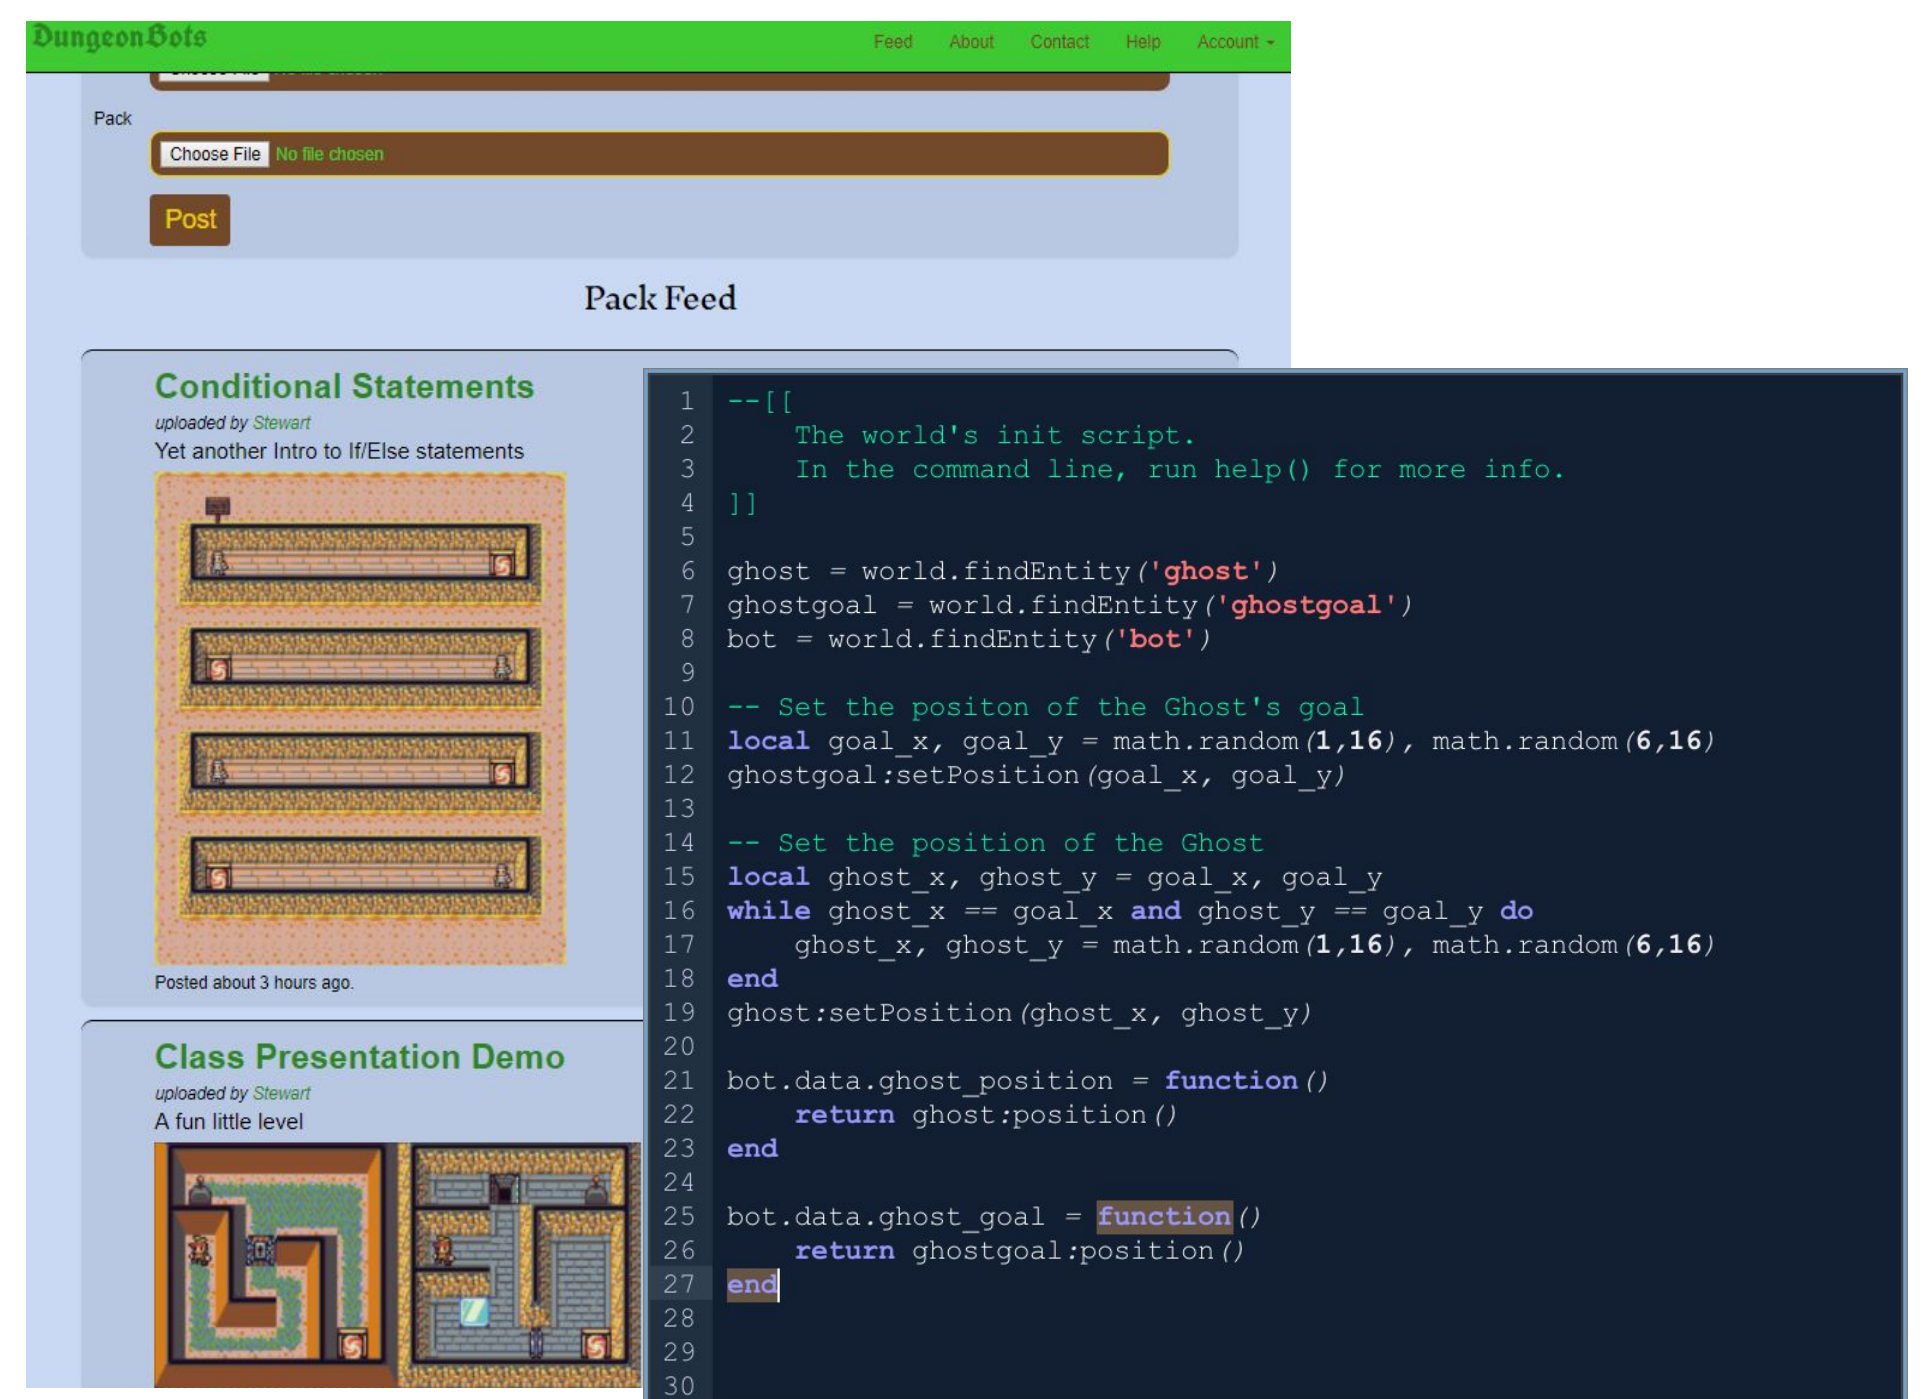 DungeonBots
Feed About Contact Help Account
Pack
Choose File No file chosen
Post
Pack Feed
Conditional Statements
uploaded by Stewart
Yet another Intro to If/Else statements
Posted about 3 hours ago.
Class Presentation Demo
uploaded by Stewart
A fun little level
1 --[[
2     The world's init script.
3     In the command line, run help() for more info.
4 ]]
5
6 ghost = world.findEntity('ghost')
7 ghostgoal = world.findEntity('ghostgoal')
8 bot = world.findEntity('bot')
9
10 -- Set the positon of the Ghost's goal
11 local goal_x, goal_y = math.random(1,16), math.random(6,16)
12 ghostgoal:setPosition(goal_x, goal_y)
13
14 -- Set the position of the Ghost
15 local ghost_x, ghost_y = goal_x, goal_y
16 while ghost_x == goal_x and ghost_y == goal_y do
17     ghost_x, ghost_y = math.random(1,16), math.random(6,16)
18 end
19 ghost:setPosition(ghost_x, ghost_y)
20
21 bot.data.ghost_position = function()
22     return ghost:position()
23 end
24
25 bot.data.ghost_goal = function()
26     return ghostgoal:position()
27 end
28
29
30